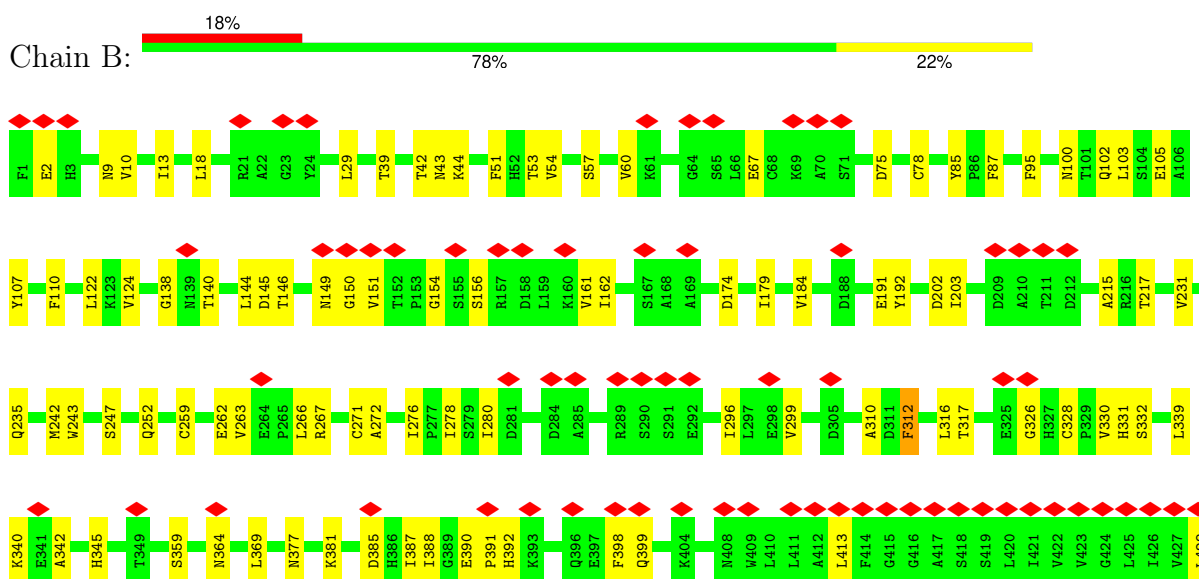 18%
Chain B:
78% 22%
F1 E2 H3 N9 V10 I13 L18 R21 A22 G23 Y24 L29 T39 T42 N43 K44 F51 H52 T53 V54 S57 V60 K61 G64 S65 L66 E67 C68 K69 A70 S71 D75 C78 Y85 P86 F87 F95 N100 T101 Q102 L103 S104 E105 A106
Y107 F110 L122 K123 V124 G138 N139 T140 L144 D145 T146 N149 G150 V151 T152 P153 G154 S155 S156 R157 D158 L159 K160 V161 I162 S167 A168 A169 D174 I179 V184 D188 E191 Y192 D202 I203 D209 A210 T211 D212 A215 R216 T217 V231
Q235 M242 W243 S247 Q252 C259 E262 V263 E264 P265 L266 R267 C271 A272 I276 P277 I278 S279 I280 D281 D284 A285 R289 S290 S291 E292 I296 L297 E298 V299 D305 A310 D311 F312 L316 T317 E325 G326 H327 C328 P329 V330 H331 S332 L339
K340 E341 A342 H345 T349 S359 N364 L369 N377 K381 D385 H386 I387 I388 G389 E390 P391 H392 K393 Q396 E397 F398 Q399 K404 N408 W409 L410 L411 A412 L413 F414 G415 G416 A417 S418 S419 L420 I421 V422 V423 G424 L425 I426 V427